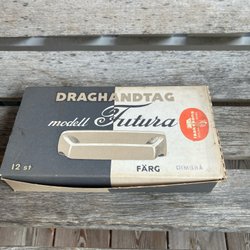 DRAGHANDTAG
modell Futura
12 st
FÄRG